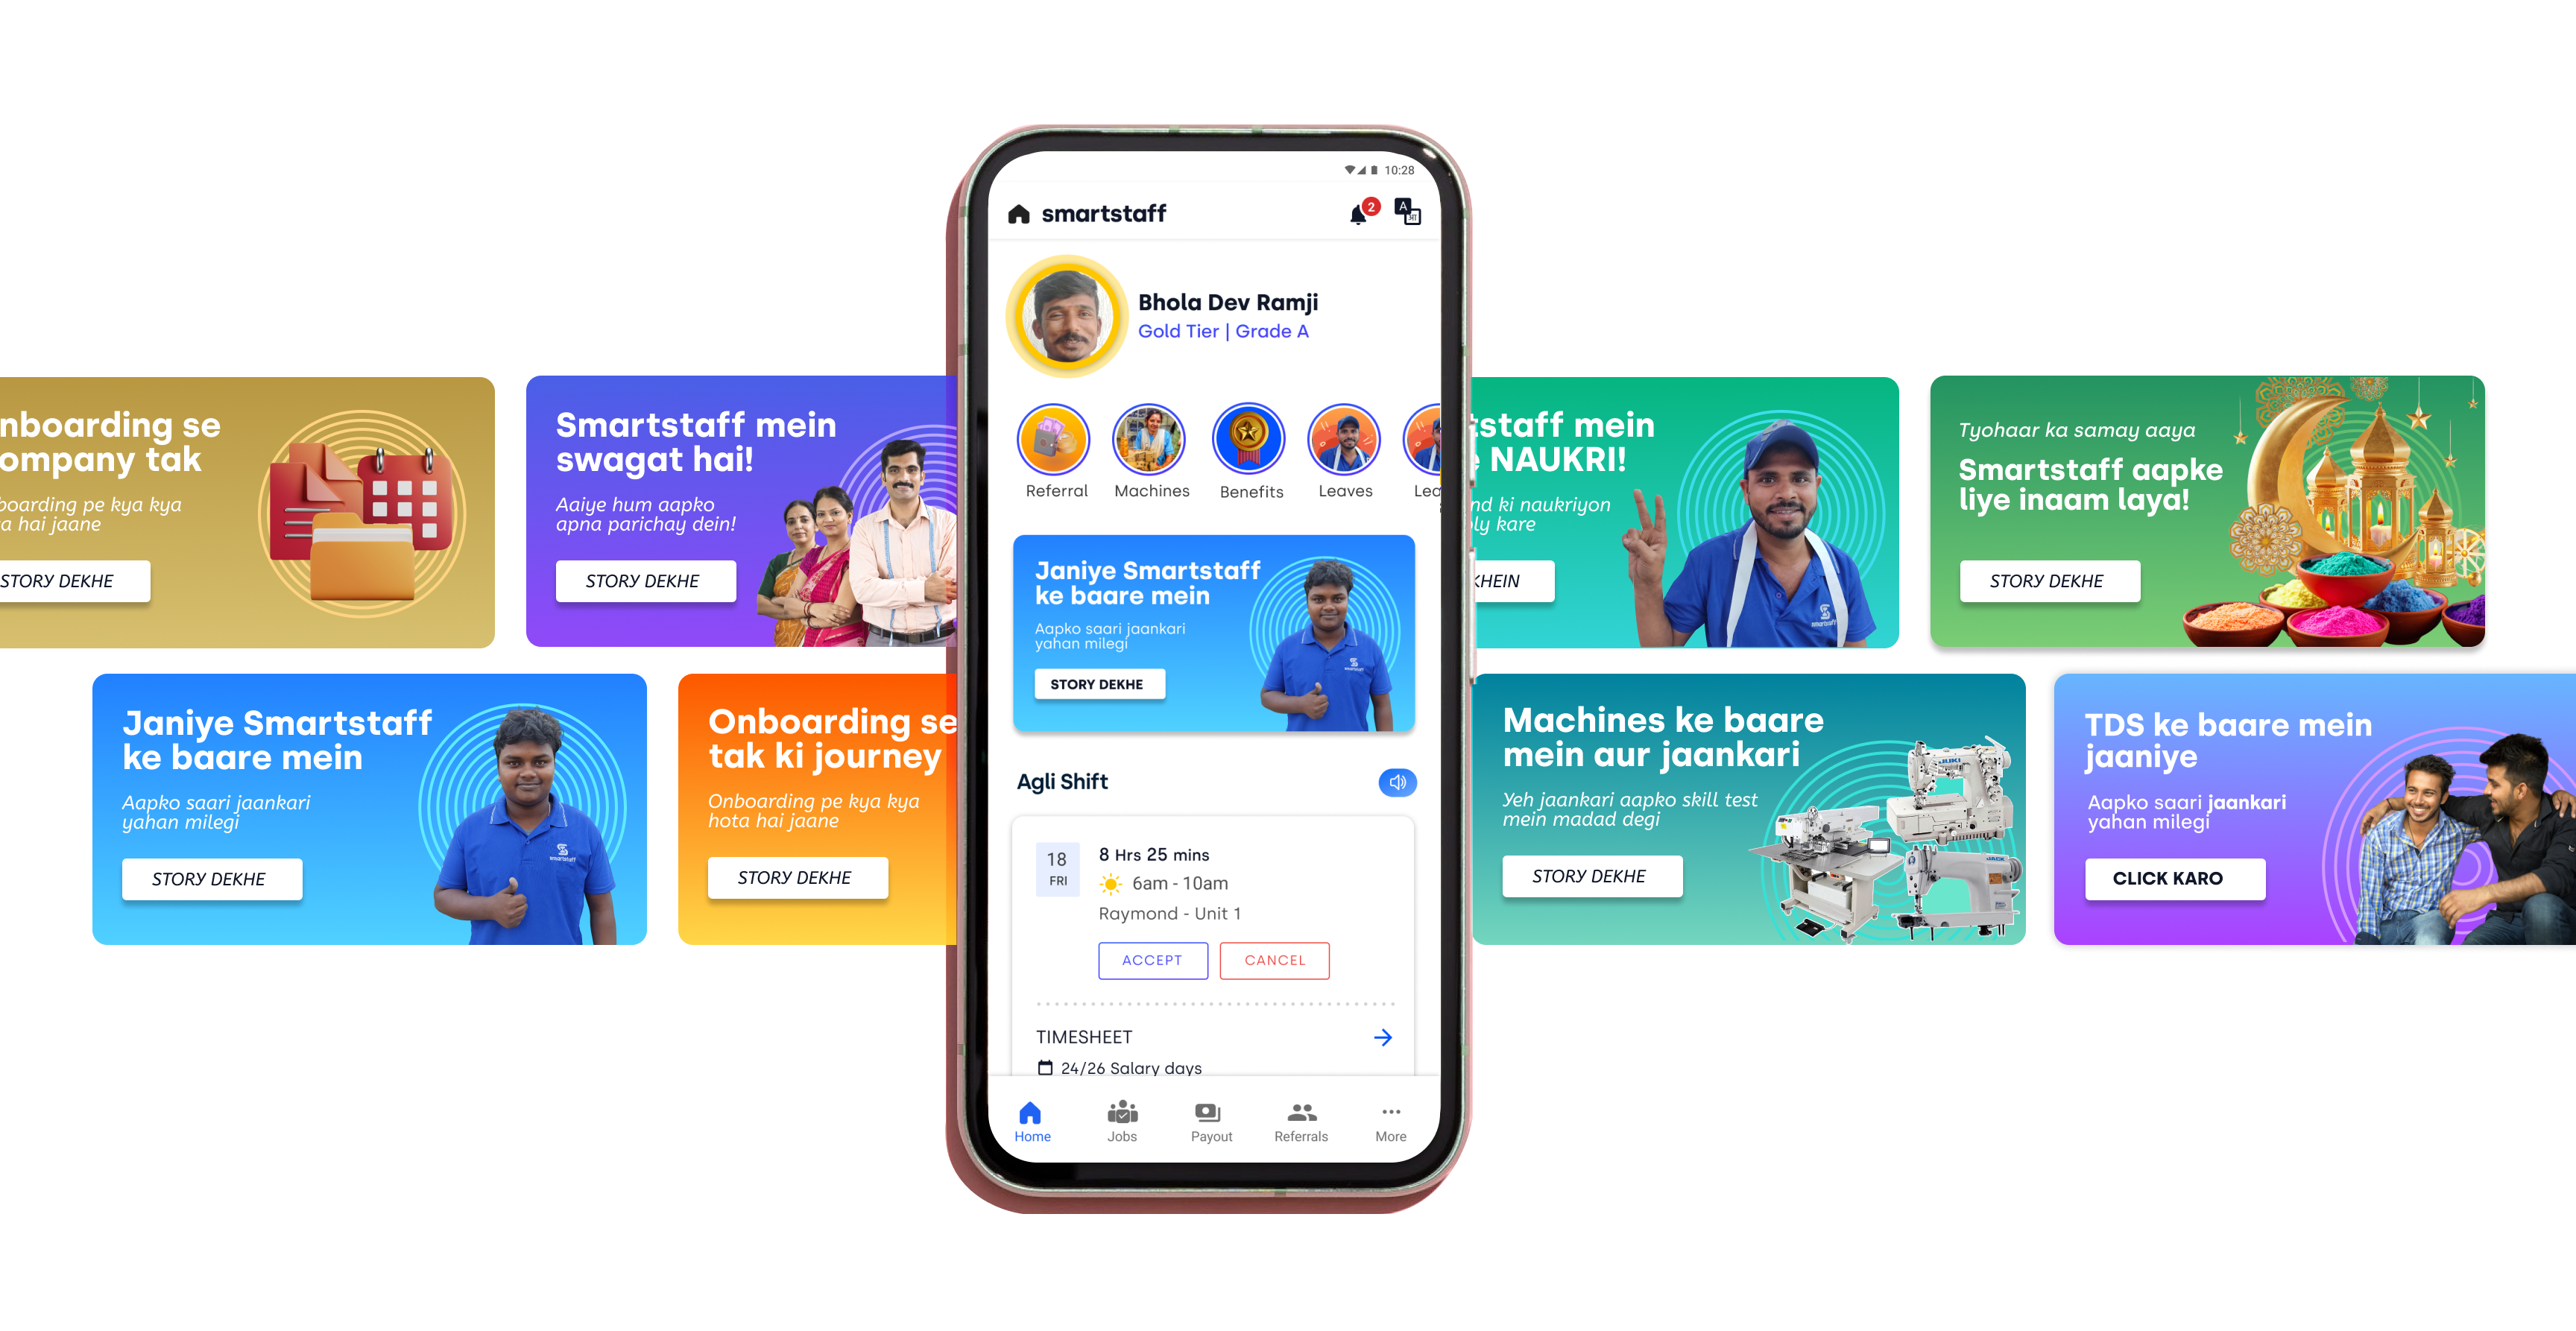 nboarding se
ompany tak
boarding pe kya kya
a hai jaane
STORY DEKHE
Smartstaff mein
swagat hai!
Aaiye hum aapko
apna parichay dein!
STORY DEKHE
Janiye Smartstaff
ke baare mein
Aapko saari jaankari
yahan milegi
STORY DEKHE
smartstaff
Onboarding se
tak ki journey
Onboarding pe kya kya
hota hai jaane
STORY DEKHE
10:28
smartstaff
2
A
अ
Bhola Dev Ramji
Gold Tier | Grade A
Referral
Machines
Benefits
Leaves
Lea
Janiye Smartstaff
ke baare mein
Aapko saari jaankari
yahan milegi
STORY DEKHE
smartstaff
Agli Shift
18
FRI
8 Hrs 25 mins
6am - 10am
Raymond - Unit 1
ACCEPT
CANCEL
TIMESHEET
24/26 Salary days
Home
Jobs
Payout
Referrals
More
tstaff mein
NAUKRI!
nd ki naukriyon
ly kare
KHEIN
smartstaff
Tyohaar ka samay aaya
Smartstaff aapke
liye inaam laya!
STORY DEKHE
Machines ke baare
mein aur jaankari
Yeh jaankari aapko skill test
mein madad degi
STORY DEKHE
JUKI
JACK
TDS ke baare mein
jaaniye
Aapko saari jaankari
yahan milegi
CLICK KARO